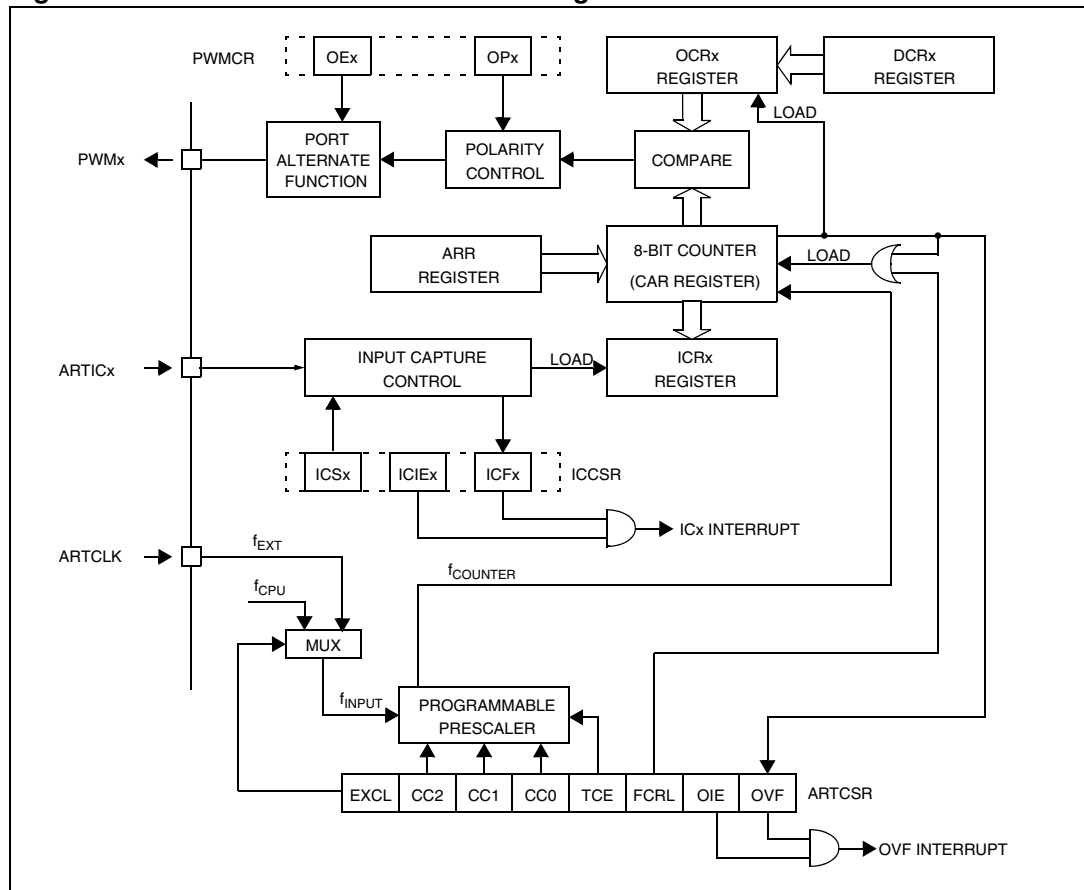 PWMCR
OEx
OPx
OCRx
REGISTER
DCRx
REGISTER
LOAD
PWMx
PORT
ALTERNATE
FUNCTION
POLARITY
CONTROL
COMPARE
ARR
REGISTER
8-BIT COUNTER
(CAR REGISTER)
LOAD
ARTICx
INPUT CAPTURE
CONTROL
LOAD
ICRx
REGISTER
ICSx
ICIEx
ICFx
ICCSR
ICx INTERRUPT
ARTCLK
fEXT
fCPU
MUX
fCOUNTER
fINPUT
PROGRAMMABLE
PRESCALER
EXCL
CC2
CC1
CC0
TCE
FCRL
OIE
OVF
ARTCSR
OVF INTERRUPT